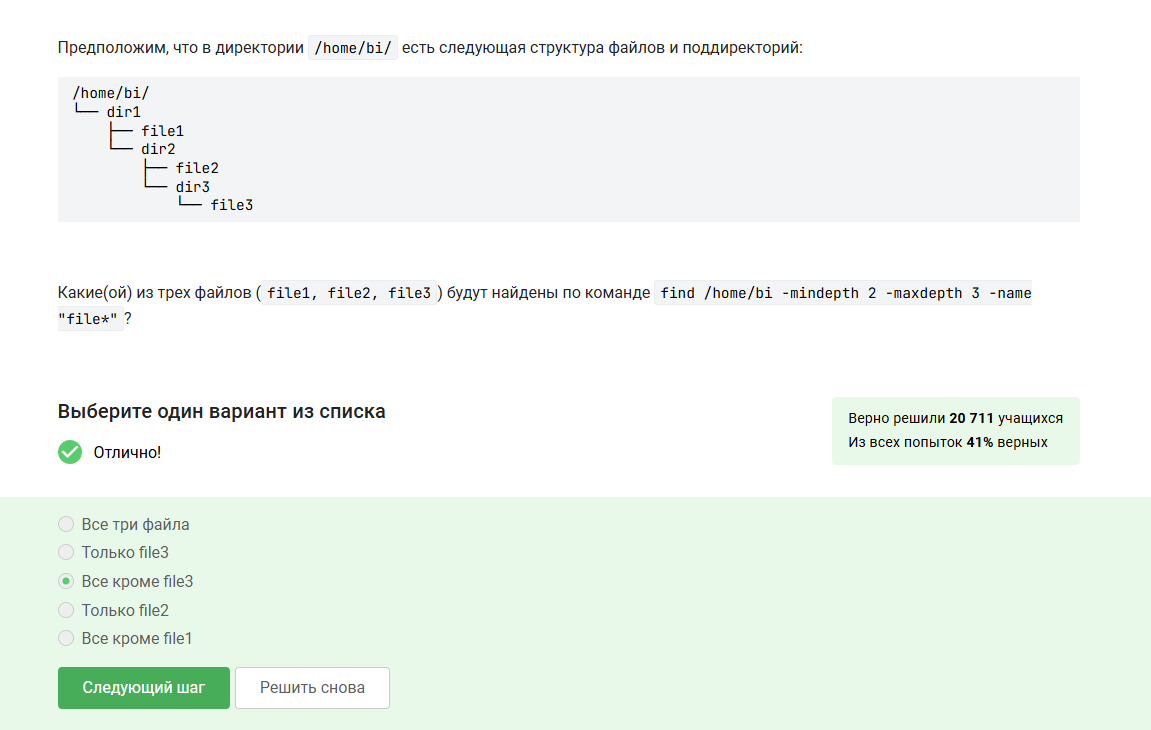 Предположим, что в директории /home/bi/ есть следующая структура файлов и поддиректорий:
/home/bi/
└── dir1
    ├── file1
    └── dir2
        ├── file2
        └── dir3
            └── file3
Какие(ой) из трех файлов ( file1, file2, file3 ) будут найдены по команде find /home/bi -mindepth 2 -maxdepth 3 -name
"file*" ?
Выберите один вариант из списка
Отлично!
Верно решили 20 711 учащихся
Из всех попыток 41% верных
Все три файла
Только file3
Все кроме file3
Только file2
Все кроме file1
Следующий шаг
Решить снова